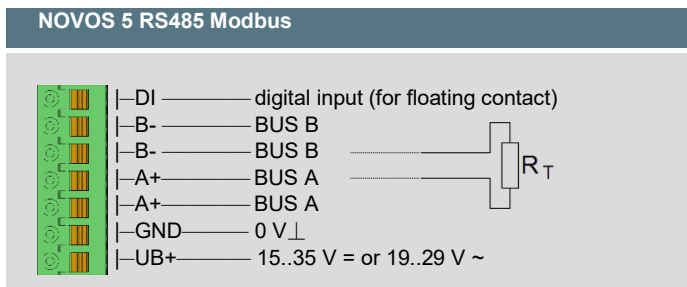 NOVOS 5 RS485 Modbus
DI digital input (for floating contact)
B- BUS B
B- BUS B
A+ BUS A
A+ BUS A
GND 0 V⊥
UB+ 15..35 V = or 19..29 V ~
RT